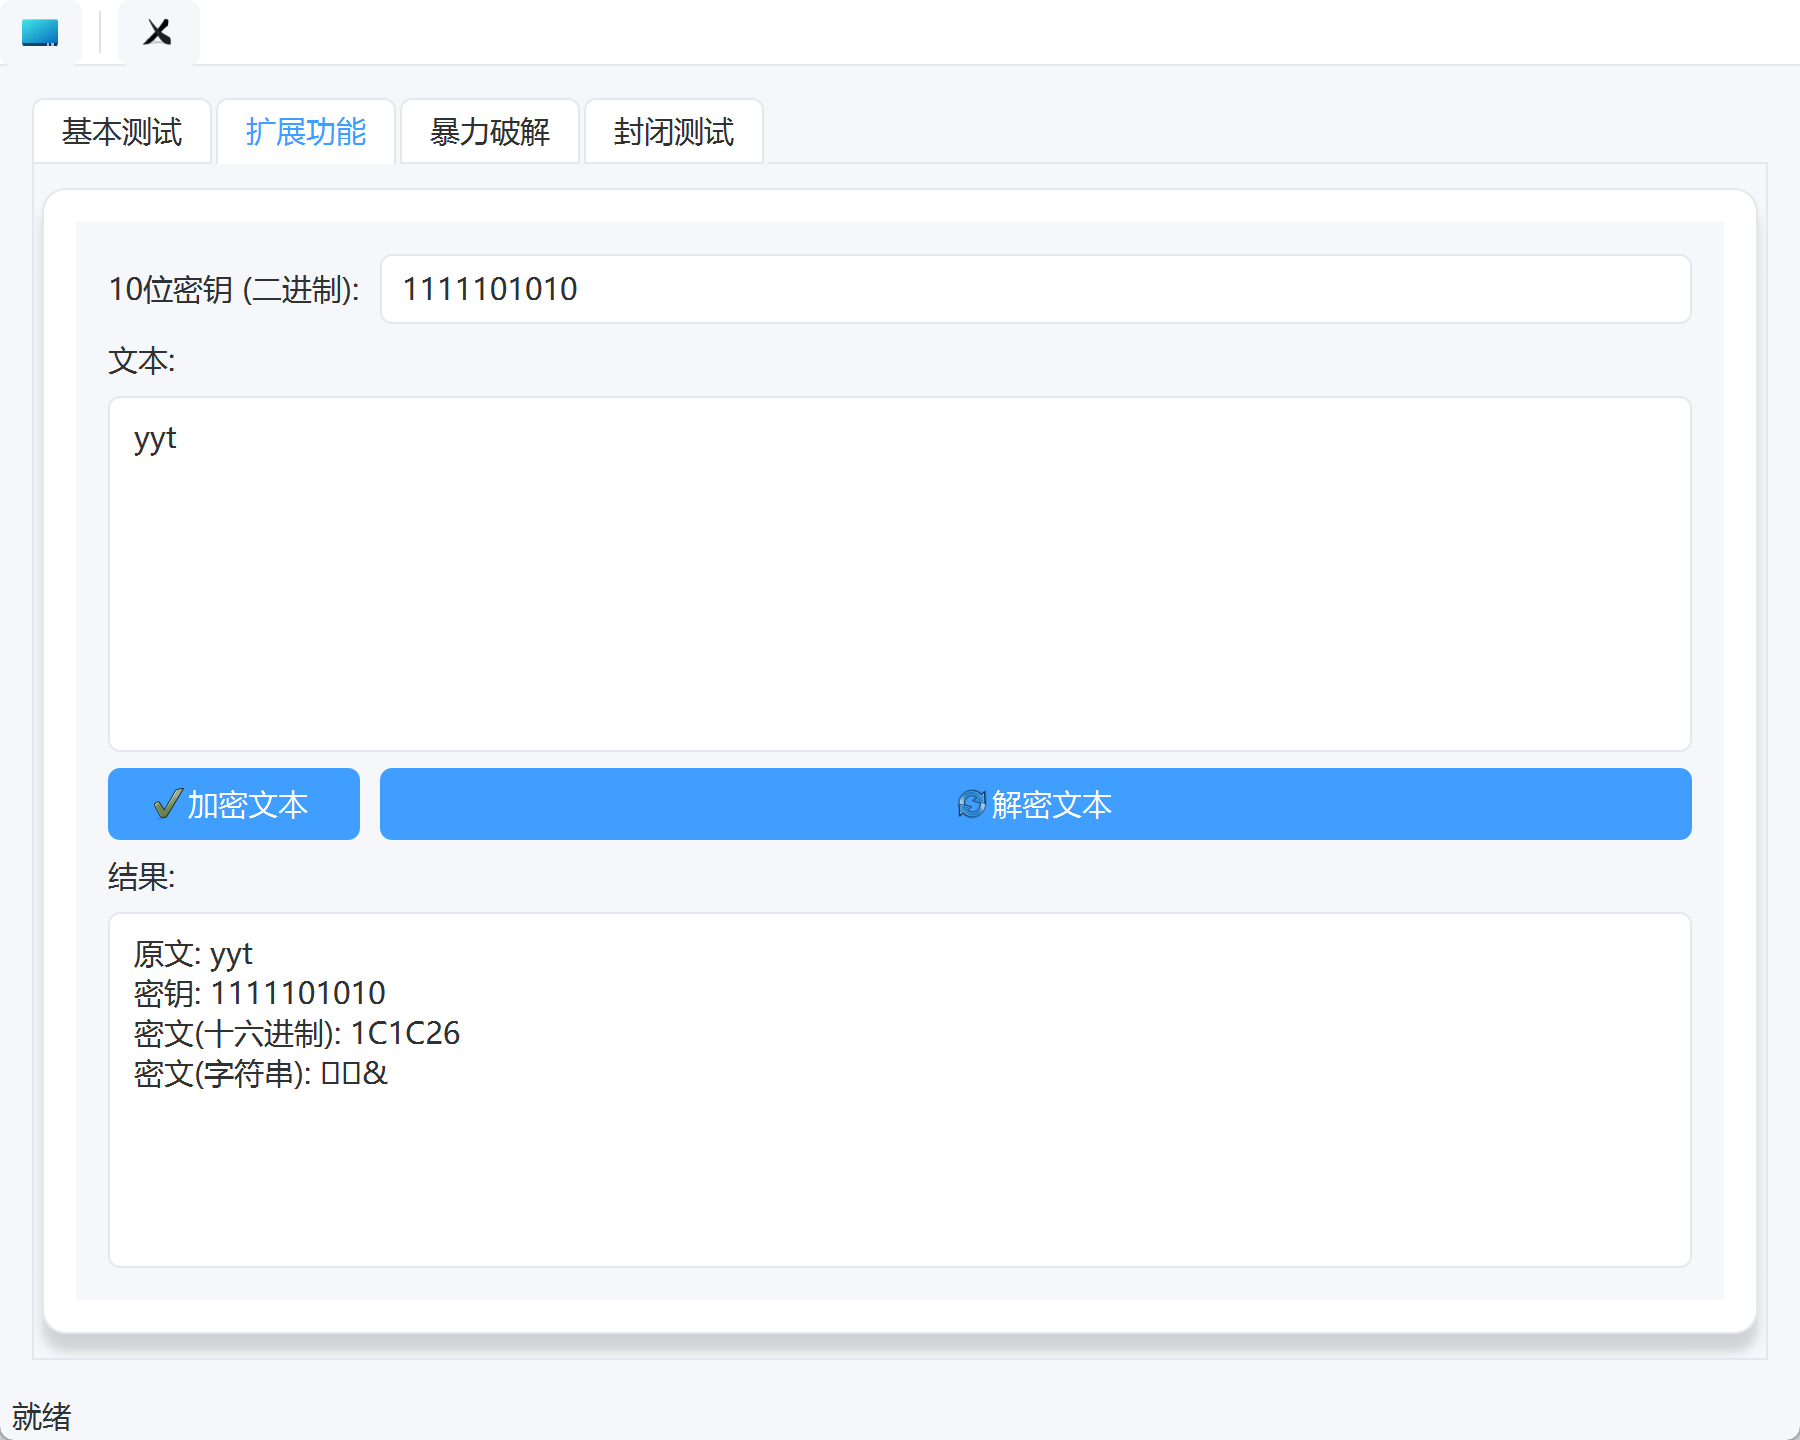 基本测试
扩展功能
暴力破解
封闭测试
10位密钥 (二进制):
1111101010
文本:
yyt
加密文本
解密文本
结果:
原文: yyt
密钥: 1111101010
密文(十六进制): 1C1C26
密文(字符串): □□&
就绪